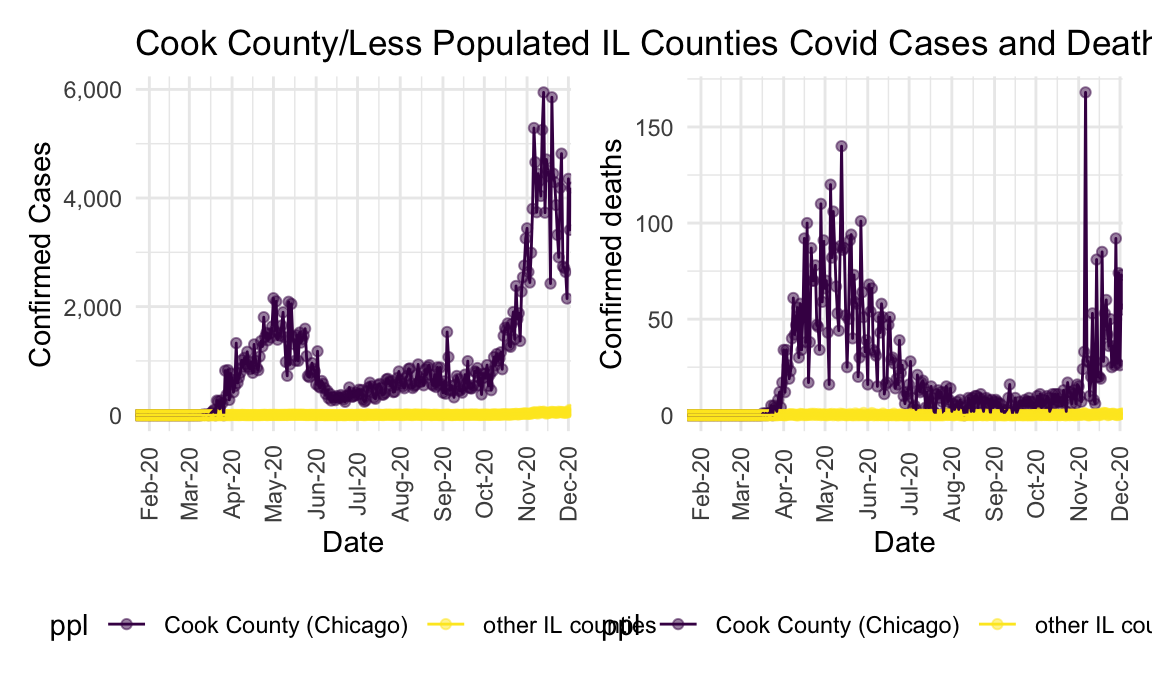 Cook County/Less Populated IL Counties Covid Cases and Death
Confirmed Cases
6,000
4,000
2,000
0
Feb-20
Mar-20
Apr-20
May-20
Jun-20
Jul-20
Aug-20
Sep-20
Oct-20
Nov-20
Dec-20
Date
Confirmed deaths
150
100
50
0
Feb-20
Mar-20
Apr-20
May-20
Jun-20
Jul-20
Aug-20
Sep-20
Oct-20
Nov-20
Dec-20
Date
ppl
Cook County (Chicago)
other IL counties
ppl
Cook County (Chicago)
other IL cou